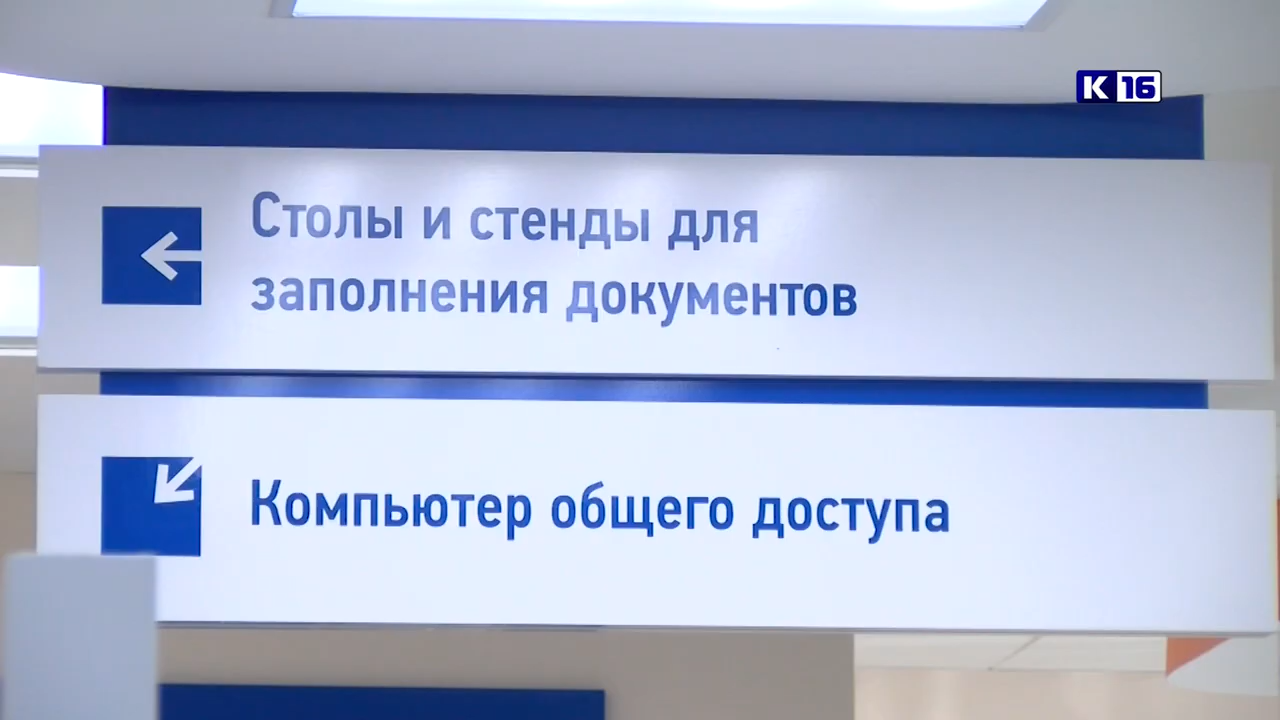 К 16
Столы и стенды для
заполнения документов
Компьютер общего доступа